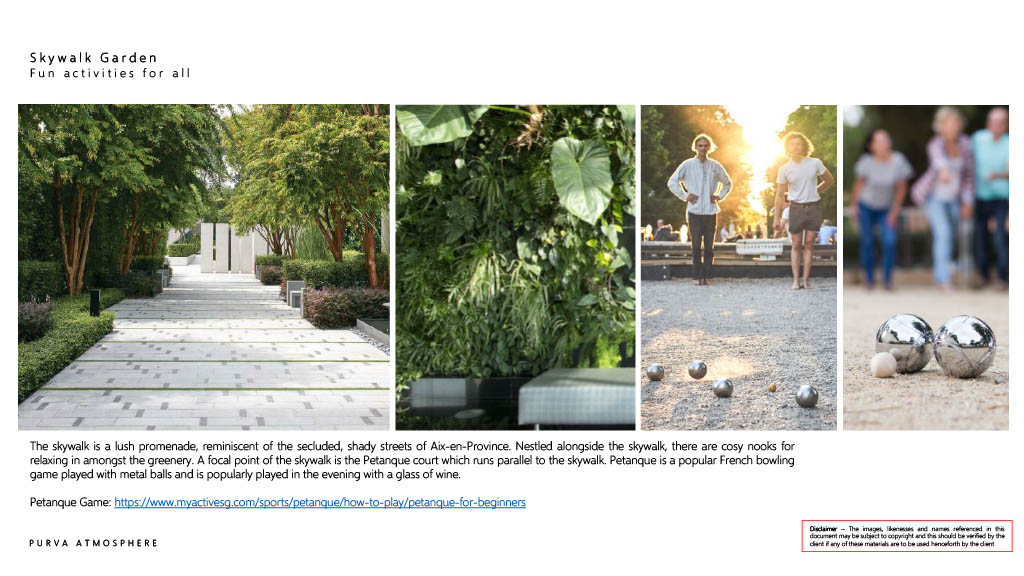 Skywalk Garden
Fun activities for all
The skywalk is a lush promenade, reminiscent of the secluded, shady streets of Aix-en-Province. Nestled alongside the skywalk, there are cosy nooks for
relaxing in amongst the greenery. A focal point of the skywalk is the Petanque court which runs parallel to the skywalk. Petanque is a popular French bowling
game played with metal balls and is popularly played in the evening with a glass of wine.
Petanque Game: https://www.myactivesg.com/sports/petanque/how-to-play/petanque-for-beginners
PURVA ATMOSPHERE
Disclaimer – The images, likenesses and names referenced in this
document may be subject to copyright and this should be verified by the
client if any of these materials are to be used henceforth by the client